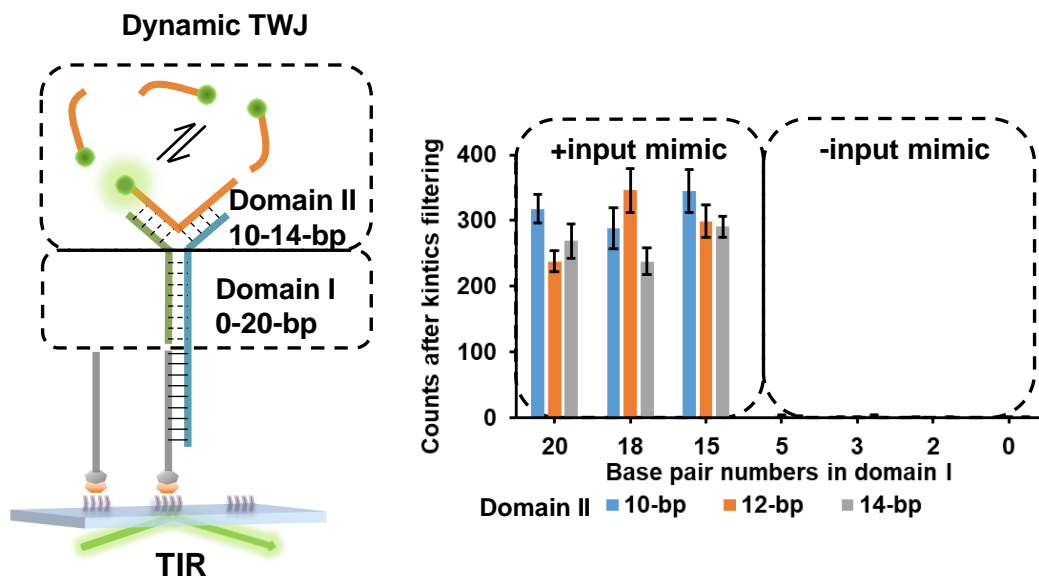 Dynamic TWJ
Domain II
10-14-bp
Domain I
0-20-bp
TIR
+input mimic
-input mimic
Counts after kintics filtering
400
300
200
100
0
20 18 15 5 3 2 0
Base pair numbers in domain I
Domain II 10-bp 12-bp 14-bp